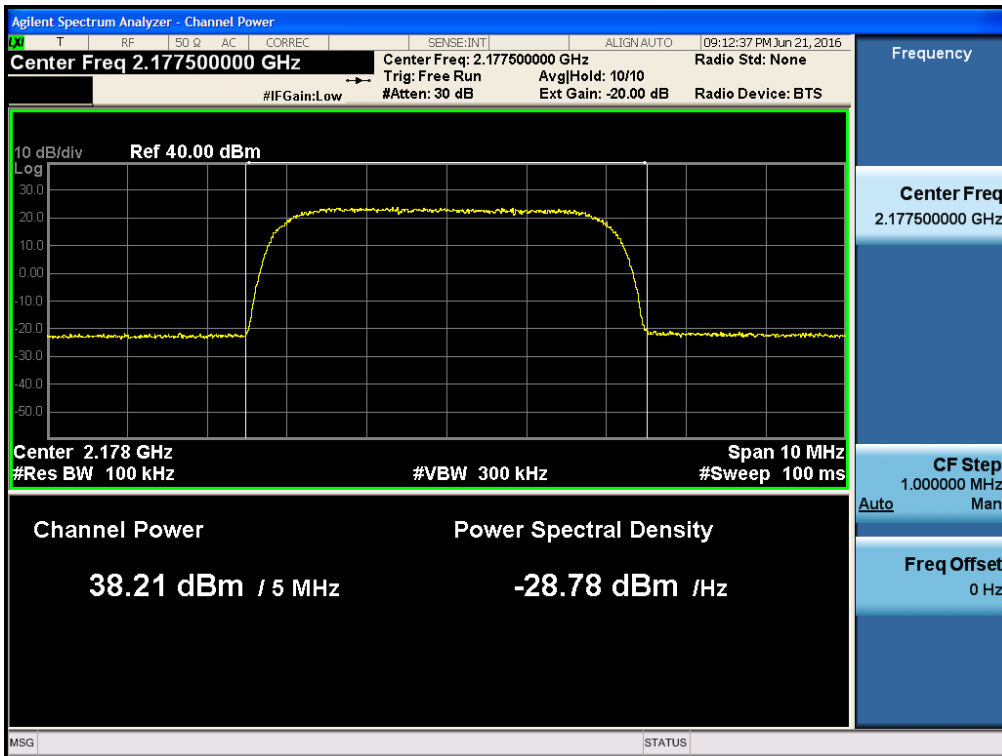 Agilent Spectrum Analyzer - Channel Power
LXI T RF 50 Ω AC CORREC SENSE:INT ALIGN AUTO 09:12:37 PM Jun 21, 2016
Center Freq 2.177500000 GHz
Center Freq: 2.177500000 GHz Radio Std: None
Trig: Free Run Avg|Hold: 10/10
#IFGain:Low #Atten: 30 dB Ext Gain: -20.00 dB Radio Device: BTS
10 dB/div Ref 40.00 dBm
Log
30.0
20.0
10.0
0.00
-10.0
-20.0
-30.0
-40.0
-50.0
Center 2.178 GHz Span 10 MHz
#Res BW 100 kHz #VBW 300 kHz #Sweep 100 ms
Channel Power Power Spectral Density
38.21 dBm / 5 MHz -28.78 dBm /Hz
Frequency
Center Freq
2.177500000 GHz
CF Step
1.000000 MHz
Auto Man
Freq Offset
0 Hz
MSG STATUS